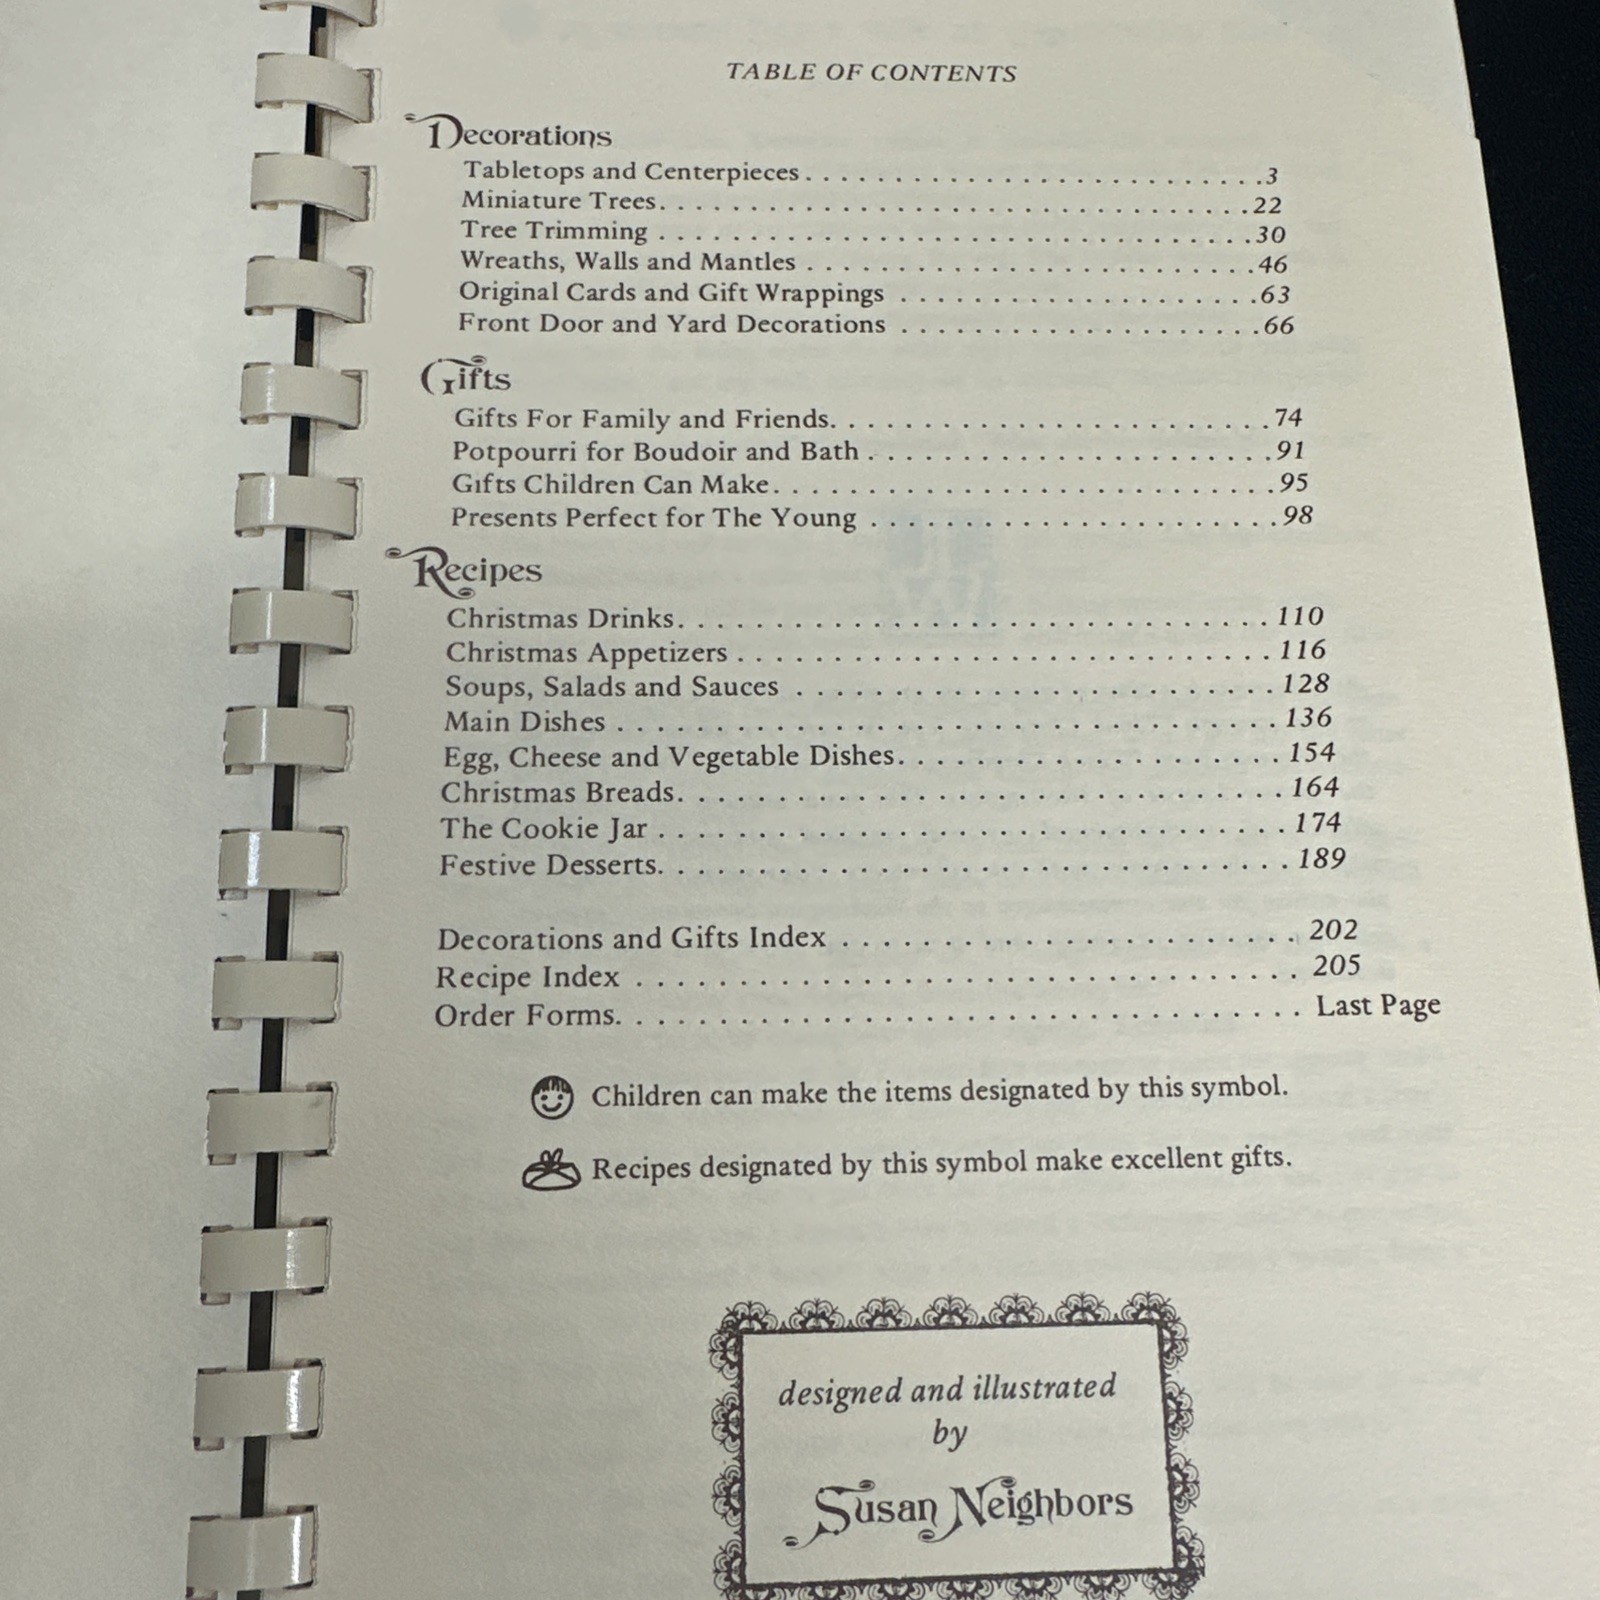 TABLE OF CONTENTS
Decorations
Tabletops and Centerpieces . . . . . . . . . . . . . . . . . . . . . . . . . . .3
Miniature Trees. . . . . . . . . . . . . . . . . . . . . . . . . . . . . . . . . .22
Tree Trimming . . . . . . . . . . . . . . . . . . . . . . . . . . . . . . . . . .30
Wreaths, Walls and Mantles . . . . . . . . . . . . . . . . . . . . . . . . . .46
Original Cards and Gift Wrappings . . . . . . . . . . . . . . . . . . . . .63
Front Door and Yard Decorations . . . . . . . . . . . . . . . . . . . . .66
Gifts
Gifts For Family and Friends. . . . . . . . . . . . . . . . . . . . . . . . . .74
Potpourri for Boudoir and Bath . . . . . . . . . . . . . . . . . . . . . . . .91
Gifts Children Can Make. . . . . . . . . . . . . . . . . . . . . . . . . . . . .95
Presents Perfect for The Young . . . . . . . . . . . . . . . . . . . . . . . .98
Recipes
Christmas Drinks. . . . . . . . . . . . . . . . . . . . . . . . . . . . . . . . . . 110
Christmas Appetizers . . . . . . . . . . . . . . . . . . . . . . . . . . . . . . . 116
Soups, Salads and Sauces . . . . . . . . . . . . . . . . . . . . . . . . . . . . 128
Main Dishes . . . . . . . . . . . . . . . . . . . . . . . . . . . . . . . . . . . . . . 136
Egg, Cheese and Vegetable Dishes. . . . . . . . . . . . . . . . . . . . . . 154
Christmas Breads. . . . . . . . . . . . . . . . . . . . . . . . . . . . . . . . . . 164
The Cookie Jar . . . . . . . . . . . . . . . . . . . . . . . . . . . . . . . . . . . . 174
Festive Desserts. . . . . . . . . . . . . . . . . . . . . . . . . . . . . . . . . . . . 189
Decorations and Gifts Index . . . . . . . . . . . . . . . . . . . . . . . . . . 202
Recipe Index . . . . . . . . . . . . . . . . . . . . . . . . . . . . . . . . . . . . . . 205
Order Forms. . . . . . . . . . . . . . . . . . . . . . . . . . . . . . . . . . . . . . . Last Page
Children can make the items designated by this symbol.
Recipes designated by this symbol make excellent gifts.
designed and illustrated
by
Susan Neighbors